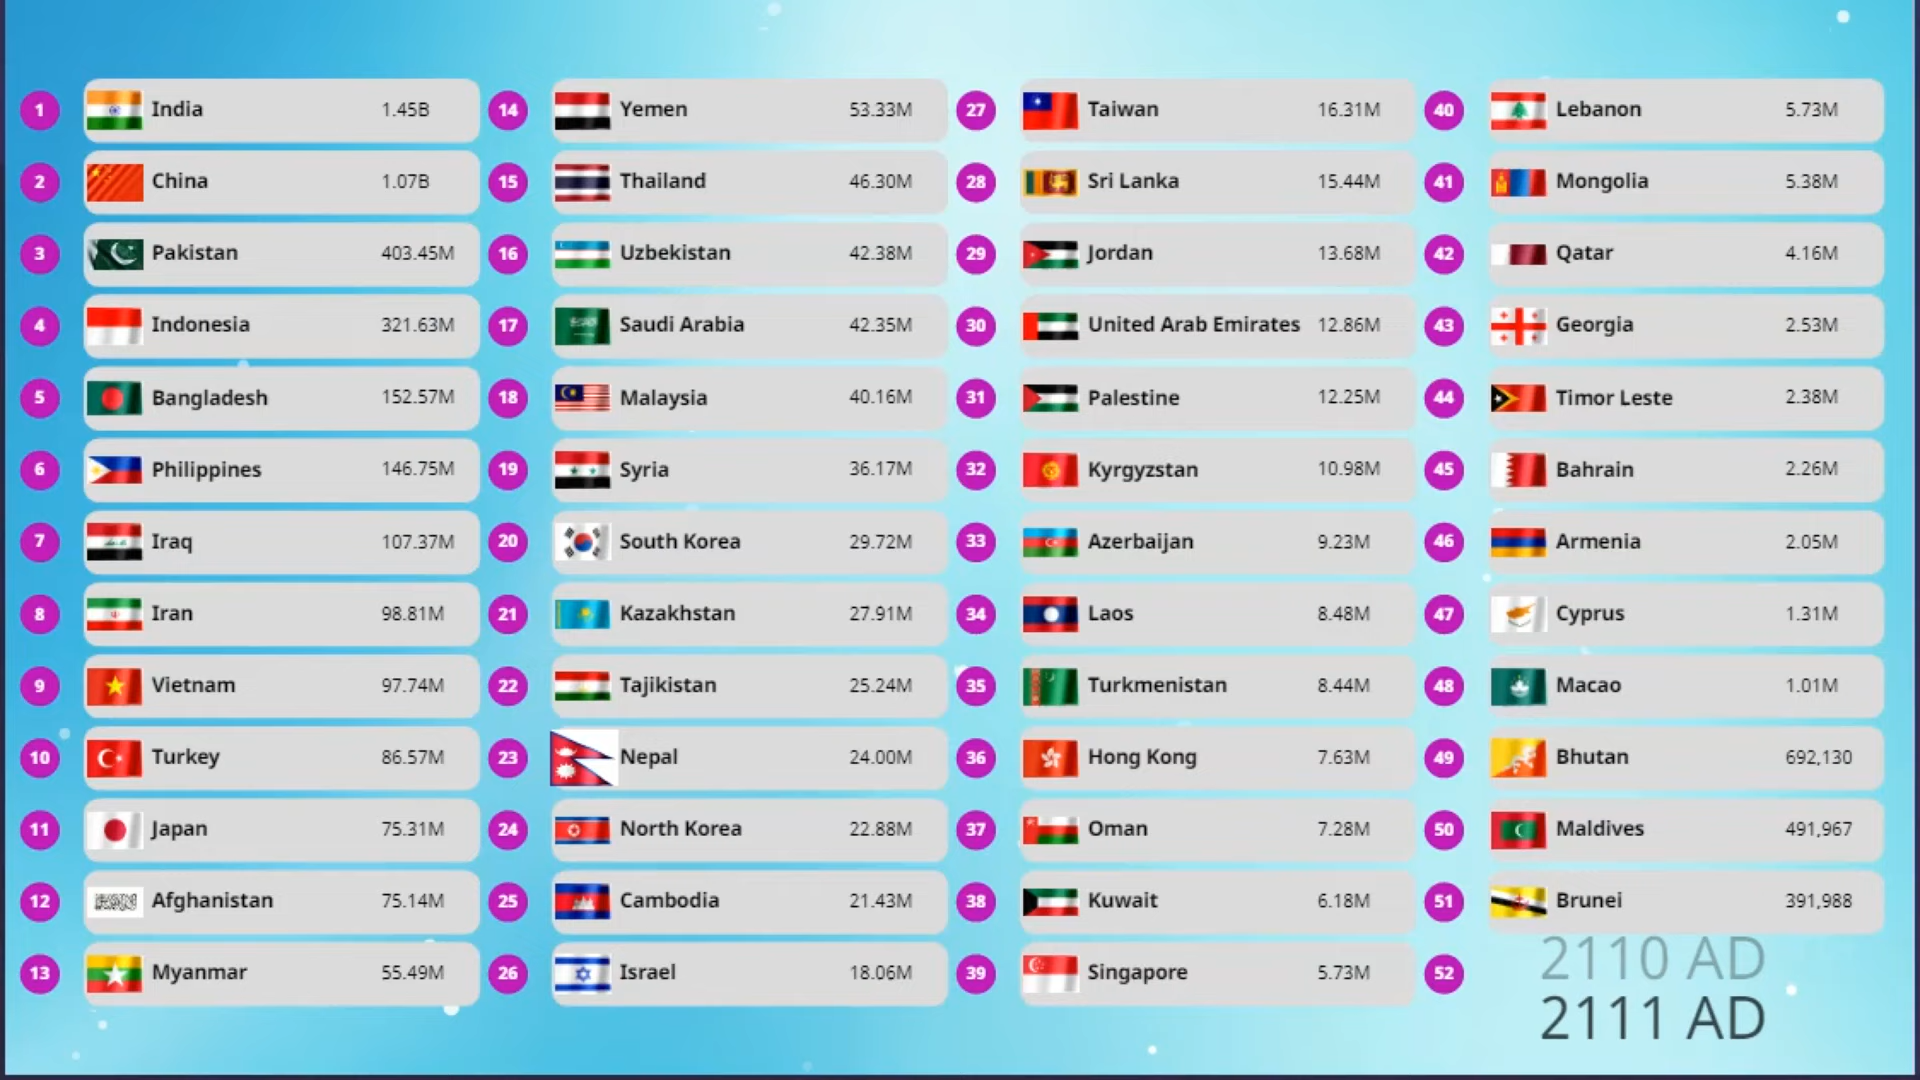 1 India 1.45B
2 China 1.07B
3 Pakistan 403.45M
4 Indonesia 321.63M
5 Bangladesh 152.57M
6 Philippines 146.75M
7 Iraq 107.37M
8 Iran 98.81M
9 Vietnam 97.74M
10 Turkey 86.57M
11 Japan 75.31M
12 Afghanistan 75.14M
13 Myanmar 55.49M
14 Yemen 53.33M
15 Thailand 46.30M
16 Uzbekistan 42.38M
17 Saudi Arabia 42.35M
18 Malaysia 40.16M
19 Syria 36.17M
20 South Korea 29.72M
21 Kazakhstan 27.91M
22 Tajikistan 25.24M
23 Nepal 24.00M
24 North Korea 22.88M
25 Cambodia 21.43M
26 Israel 18.06M
27 Taiwan 16.31M
28 Sri Lanka 15.44M
29 Jordan 13.68M
30 United Arab Emirates 12.86M
31 Palestine 12.25M
32 Kyrgyzstan 10.98M
33 Azerbaijan 9.23M
34 Laos 8.48M
35 Turkmenistan 8.44M
36 Hong Kong 7.63M
37 Oman 7.28M
38 Kuwait 6.18M
39 Singapore 5.73M
40 Lebanon 5.73M
41 Mongolia 5.38M
42 Qatar 4.16M
43 Georgia 2.53M
44 Timor Leste 2.38M
45 Bahrain 2.26M
46 Armenia 2.05M
47 Cyprus 1.31M
48 Macao 1.01M
49 Bhutan 692,130
50 Maldives 491,967
51 Brunei 391,988
52
2110 AD
2111 AD